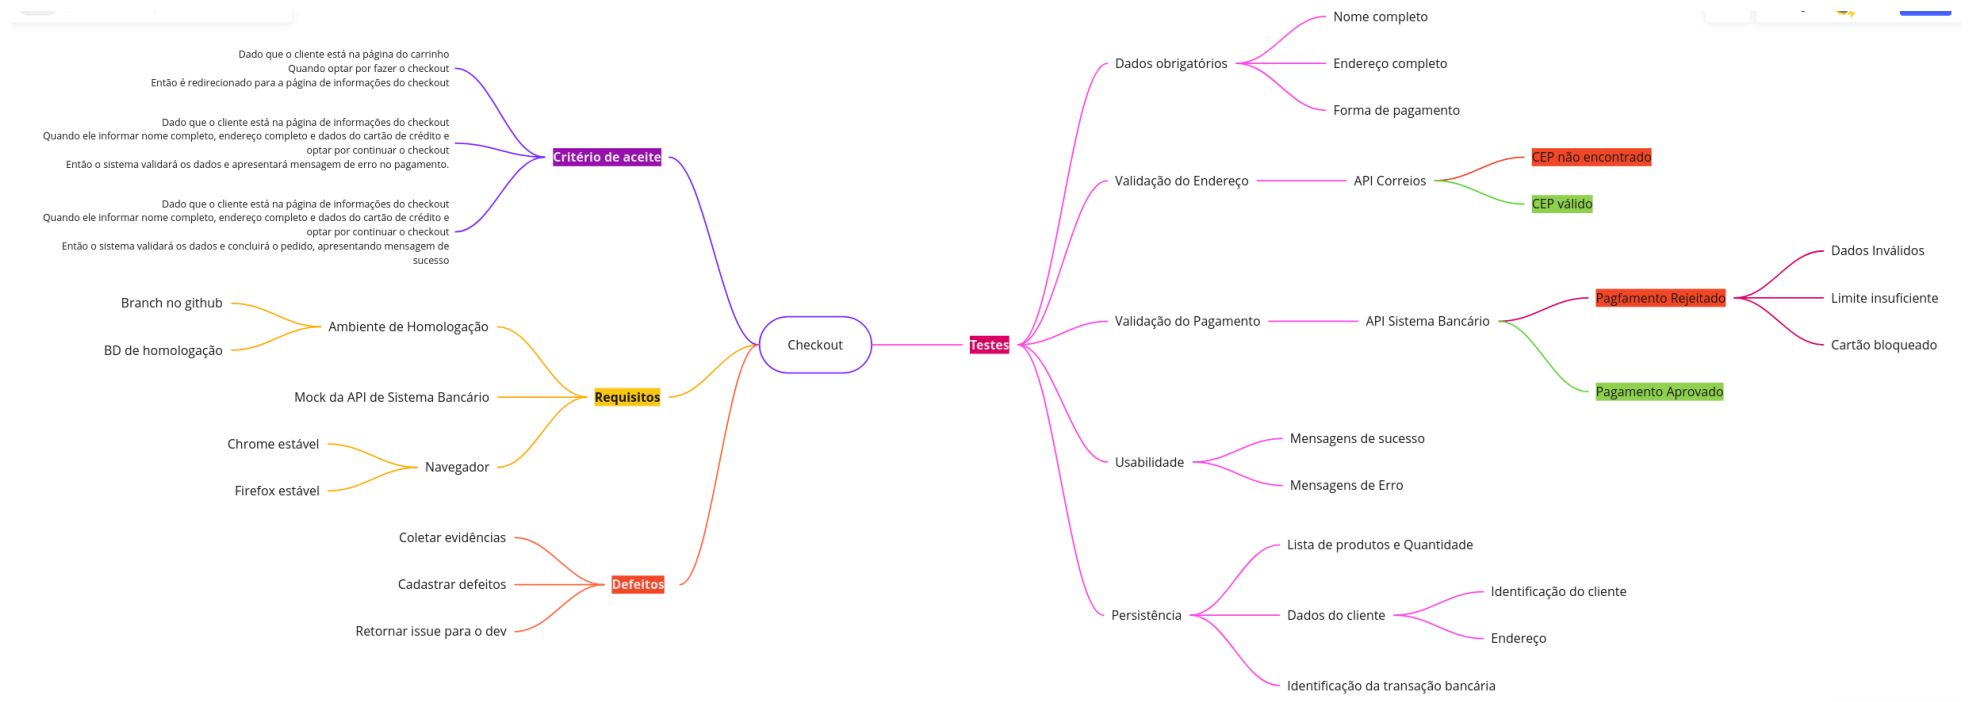 Dado que o cliente está na página do carrinho
Quando optar por fazer o checkout
Então é redirecionado para a página de informações do checkout
Dado que o cliente está na página de informações do checkout
Quando ele informar nome completo, endereço completo e dados do cartão de crédito e
optar por continuar o checkout
Então o sistema validará os dados e apresentará mensagem de erro no pagamento.
Dado que o cliente está na página de informações do checkout
Quando ele informar nome completo, endereço completo e dados do cartão de crédito e
optar por continuar o checkout
Então o sistema validará os dados e concluirá o pedido, apresentando mensagem de
sucesso
Critério de aceite
Branch no github
BD de homologação
Ambiente de Homologação
Mock da API de Sistema Bancário
Chrome estável
Firefox estável
Navegador
Requisitos
Coletar evidências
Cadastrar defeitos
Retornar issue para o dev
Defeitos
Checkout
Testes
Dados obrigatórios
Nome completo
Endereço completo
Forma de pagamento
Validação do Endereço
API Correios
CEP não encontrado
CEP válido
Validação do Pagamento
API Sistema Bancário
Pagfamento Rejeitado
Dados Inválidos
Limite insuficiente
Cartão bloqueado
Pagamento Aprovado
Usabilidade
Mensagens de sucesso
Mensagens de Erro
Persistência
Lista de produtos e Quantidade
Dados do cliente
Identificação do cliente
Endereço
Identificação da transação bancária